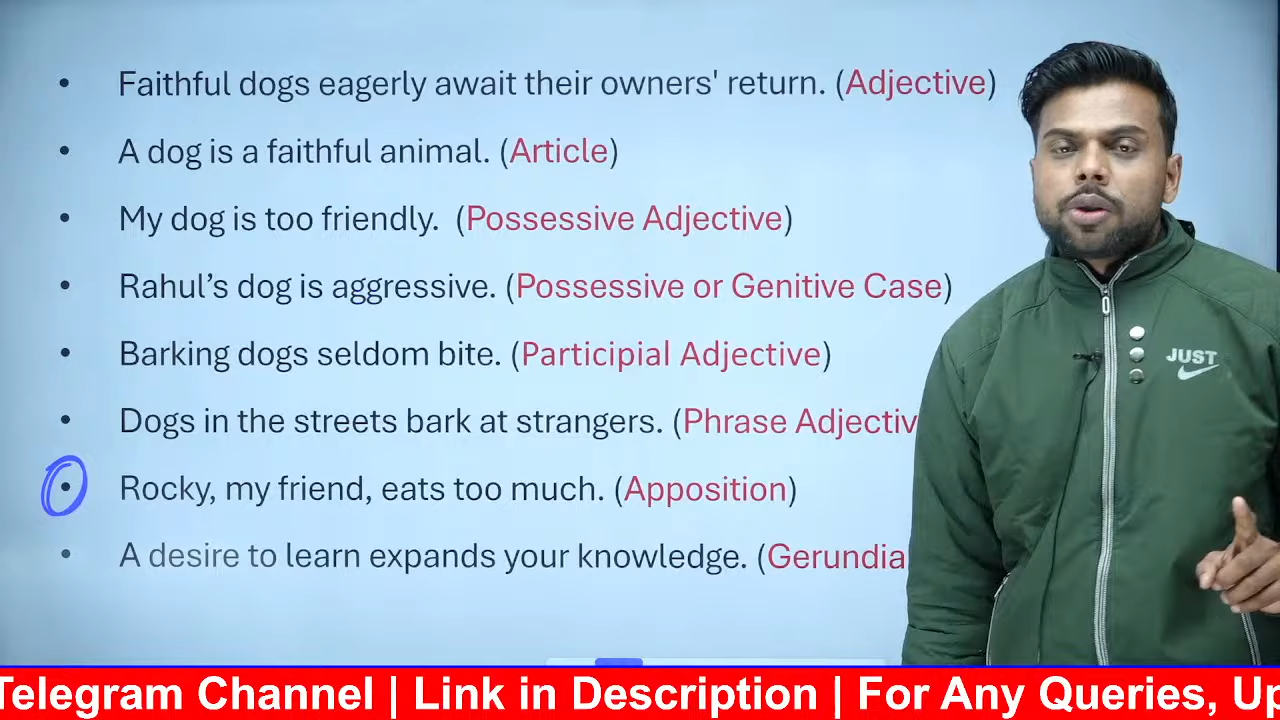 • Faithful dogs eagerly await their owners' return. (Adjective)
• A dog is a faithful animal. (Article)
• My dog is too friendly. (Possessive Adjective)
• Rahul’s dog is aggressive. (Possessive or Genitive Case)
• Barking dogs seldom bite. (Participial Adjective)
JUST
• Dogs in the streets bark at strangers. (Phrase Adjectiv
• Rocky, my friend, eats too much. (Apposition)
• A desire to learn expands your knowledge. (Gerundia
Telegram Channel | Link in Description | For Any Queries, Up